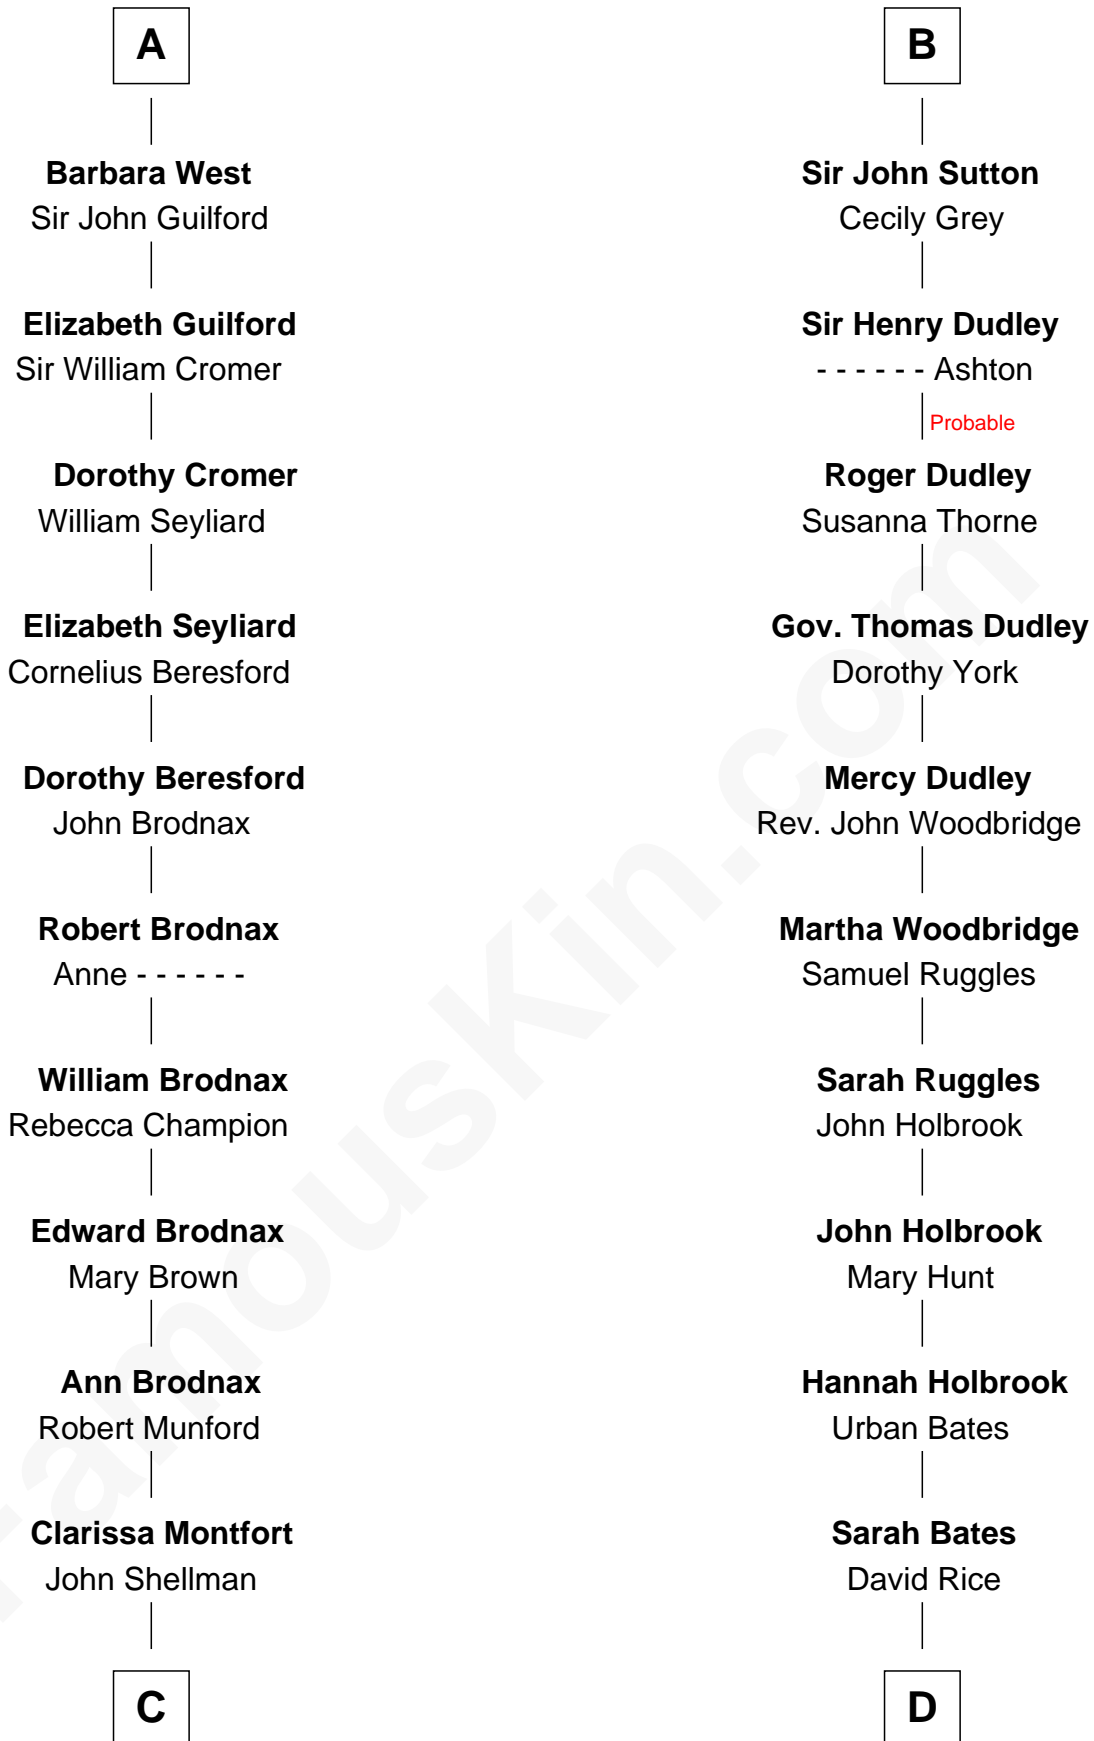 A
Barbara West
Sir John Guilford
Elizabeth Guilford
Sir William Cromer
Dorothy Cromer
William Seyliard
Elizabeth Seyliard
Cornelius Beresford
Dorothy Beresford
John Brodnax
Robert Brodnax
Anne - - - - - -
William Brodnax
Rebecca Champion
Edward Brodnax
Mary Brown
Ann Brodnax
Robert Munford
Clarissa Montfort
John Shellman
C
B
Sir John Sutton
Cecily Grey
Sir Henry Dudley
- - - - - - Ashton
Probable
Roger Dudley
Susanna Thorne
Gov. Thomas Dudley
Dorothy York
Mercy Dudley
Rev. John Woodbridge
Martha Woodbridge
Samuel Ruggles
Sarah Ruggles
John Holbrook
John Holbrook
Mary Hunt
Hannah Holbrook
Urban Bates
Sarah Bates
David Rice
D
FamousKin.com